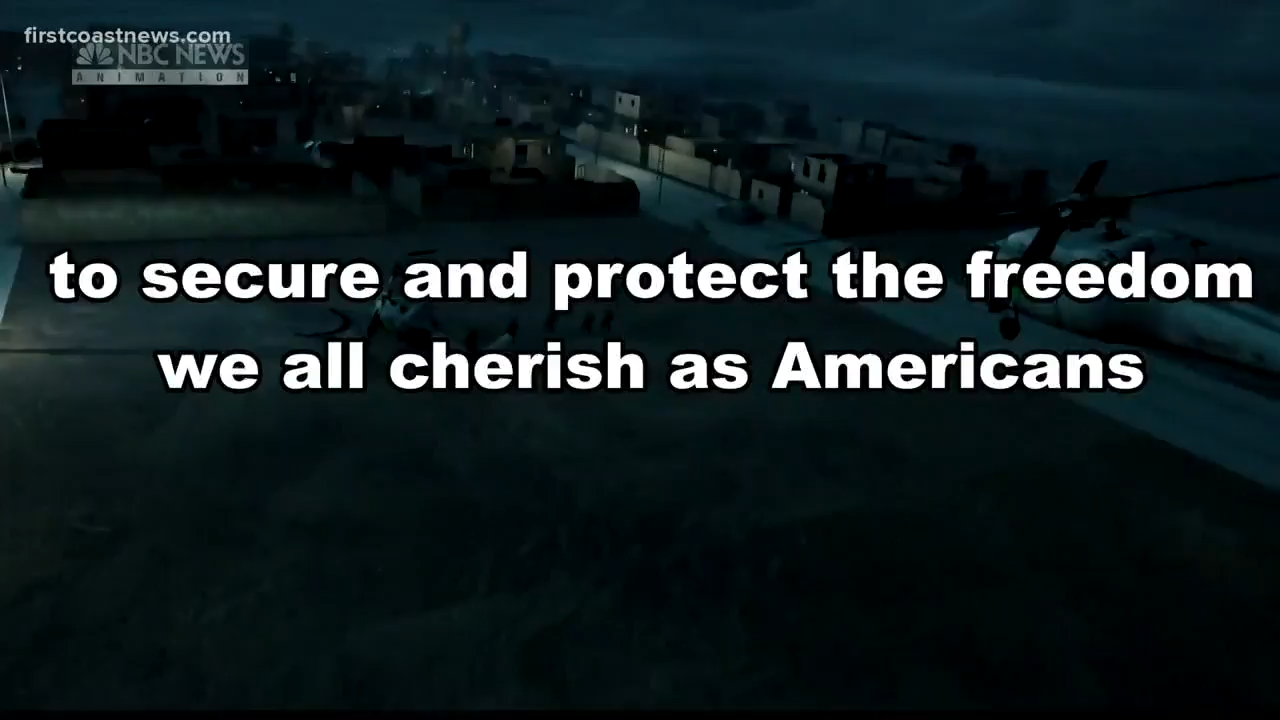 firstcoastnews.com
NBC NEWS
ANIMATION
to secure and protect the freedom
we all cherish as Americans